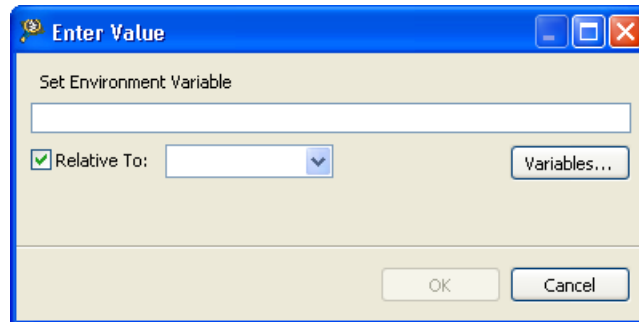 Enter Value
Set Environment Variable
Relative To:
Variables...
OK
Cancel